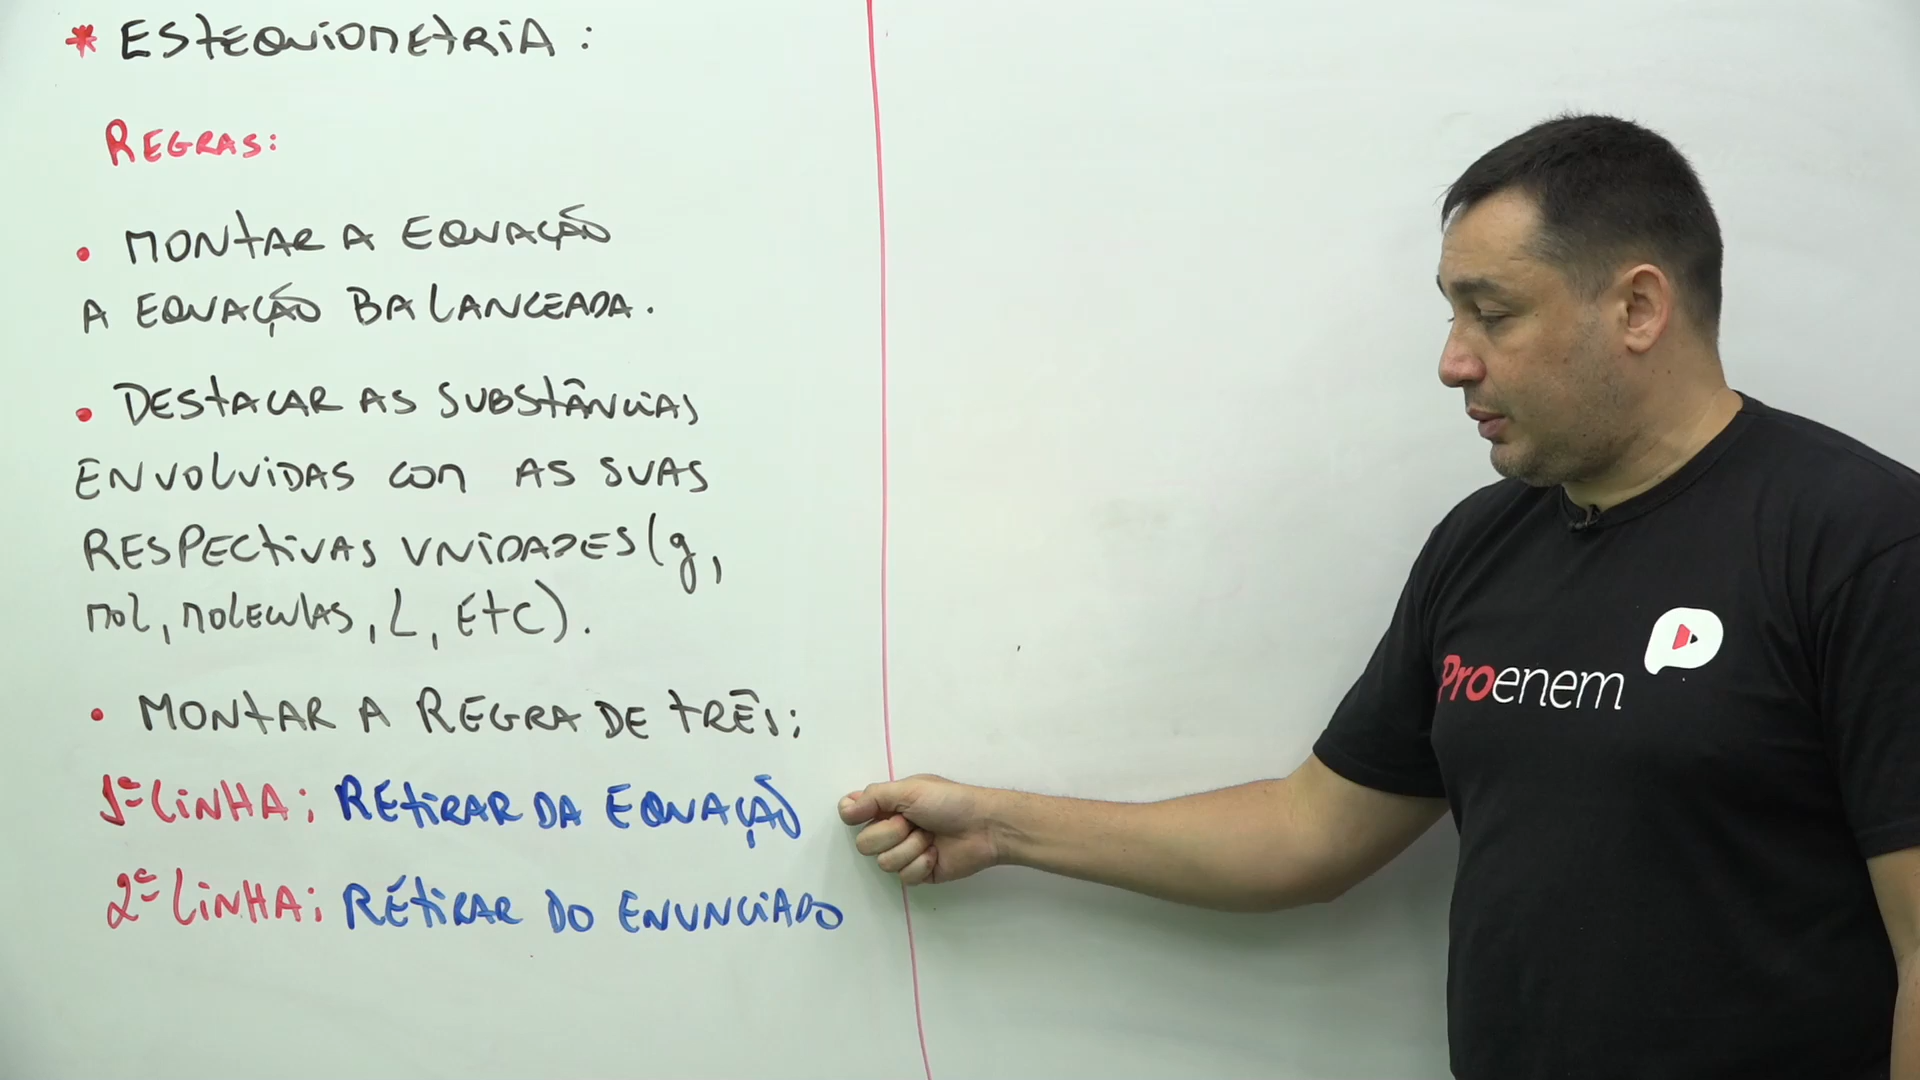 * ESTEQUIOMETRIA:
REGRAS:
• MONTAR A EQUAÇÃO
A EQUAÇÃO BALANCEADA.
• DESTACAR AS SUBSTÂNCIAS
ENVOLVIDAS COM AS SUAS
RESPECTIVAS UNIDADES (g,
mol, moleculas, L, Etc).
• MONTAR A REGRA DE TRÊS:
1ª LINHA: RETIRAR DA EQUAÇÃO
2ª LINHA: RETIRAR DO ENUNCIADO
Proenem